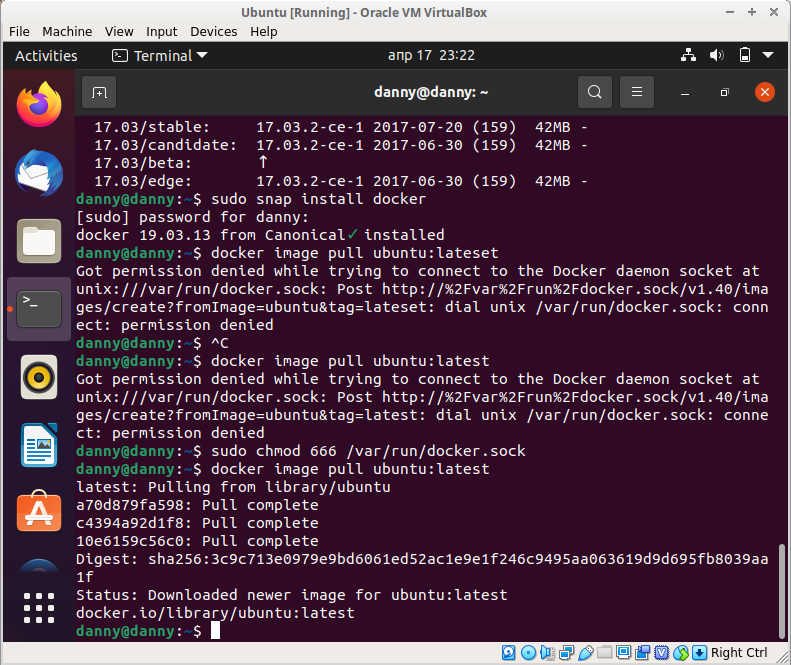 Ubuntu [Running] - Oracle VM VirtualBox
File Machine View Input Devices Help
Activities Terminal апр 17 23:22
danny@danny: ~
17.03/stable: 17.03.2-ce-1 2017-07-20 (159) 42MB -
17.03/candidate: 17.03.2-ce-1 2017-06-30 (159) 42MB -
17.03/beta: ↑
17.03/edge: 17.03.2-ce-1 2017-06-30 (159) 42MB -
danny@danny:~$ sudo snap install docker
[sudo] password for danny:
docker 19.03.13 from Canonical✓ installed
danny@danny:~$ docker image pull ubuntu:lateset
Got permission denied while trying to connect to the Docker daemon socket at
unix:///var/run/docker.sock: Post http://%2Fvar%2Frun%2Fdocker.sock/v1.40/ima
ges/create?fromImage=ubuntu&tag=lateset: dial unix /var/run/docker.sock: conn
ect: permission denied
danny@danny:~$ ^C
danny@danny:~$ docker image pull ubuntu:latest
Got permission denied while trying to connect to the Docker daemon socket at
unix:///var/run/docker.sock: Post http://%2Fvar%2Frun%2Fdocker.sock/v1.40/ima
ges/create?fromImage=ubuntu&tag=latest: dial unix /var/run/docker.sock: conne
ct: permission denied
danny@danny:~$ sudo chmod 666 /var/run/docker.sock
danny@danny:~$ docker image pull ubuntu:latest
latest: Pulling from library/ubuntu
a70d879fa598: Pull complete
c4394a92d1f8: Pull complete
10e6159c56c0: Pull complete
Digest: sha256:3c9c713e0979e9bd6061ed52ac1e9e1f246c9495aa063619d9d695fb8039aa
1f
Status: Downloaded newer image for ubuntu:latest
docker.io/library/ubuntu:latest
danny@danny:~$
Right Ctrl